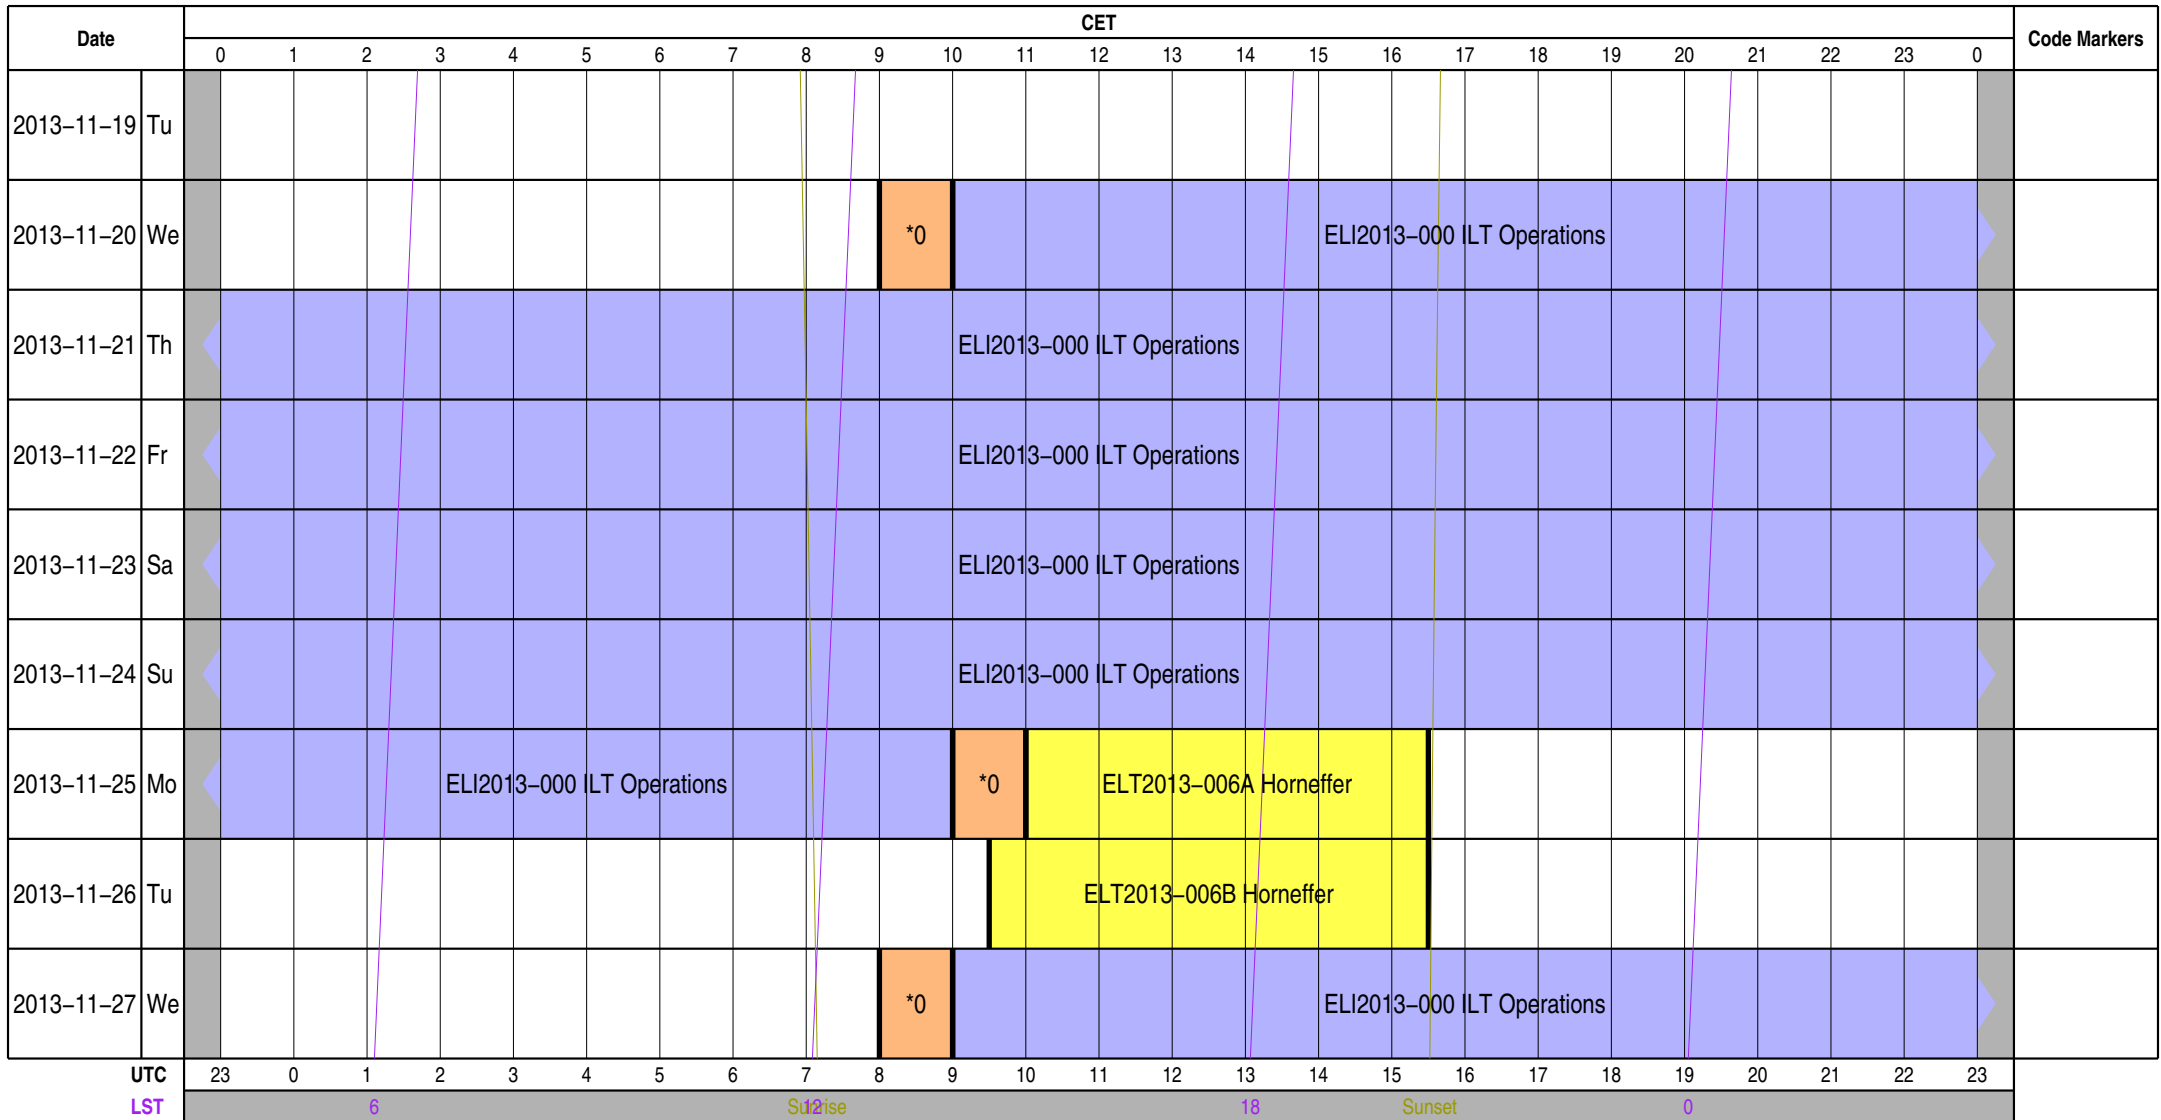 Date CET Code Markers
0 1 2 3 4 5 6 7 8 9 10 11 12 13 14 15 16 17 18 19 20 21 22 23 0
2013−11−19 Tu
2013−11−20 We *0 ELI2013−000 ILT Operations
2013−11−21 Th ELI2013−000 ILT Operations
2013−11−22 Fr ELI2013−000 ILT Operations
2013−11−23 Sa ELI2013−000 ILT Operations
2013−11−24 Su ELI2013−000 ILT Operations
2013−11−25 Mo ELI2013−000 ILT Operations *0 ELT2013−006A Horneffer
2013−11−26 Tu ELT2013−006B Horneffer
2013−11−27 We *0 ELI2013−000 ILT Operations
UTC 23 0 1 2 3 4 5 6 7 8 9 10 11 12 13 14 15 16 17 18 19 20 21 22 23
LST 6 Sunrise 12 18 Sunset 0